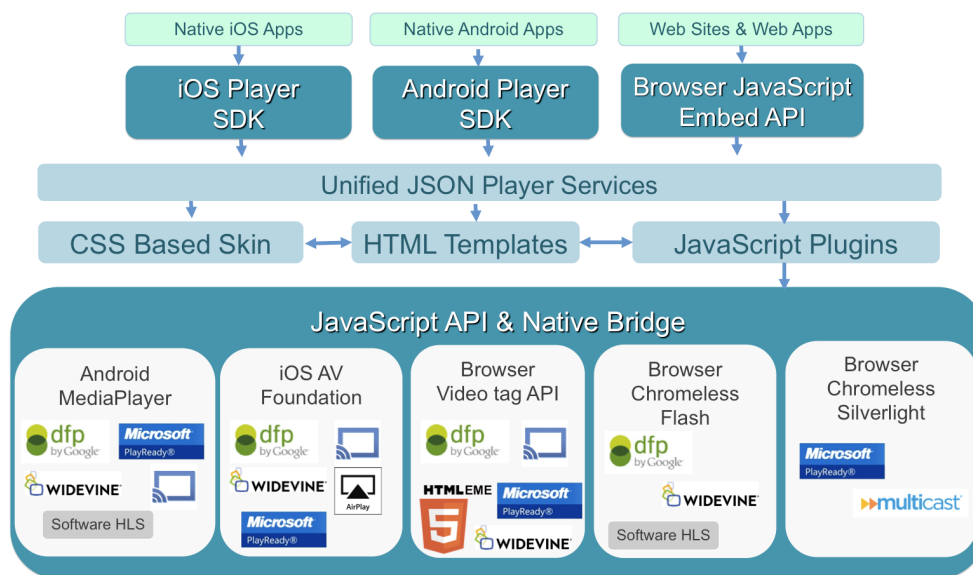 Native iOS Apps
Native Android Apps
Web Sites & Web Apps
iOS Player
SDK
Android Player
SDK
Browser JavaScript
Embed API
Unified JSON Player Services
CSS Based Skin
HTML Templates
JavaScript Plugins
JavaScript API & Native Bridge
Android
MediaPlayer
dfp
by Google
Microsoft
PlayReady®
WIDEVINE
Software HLS
iOS AV
Foundation
dfp
by Google
WIDEVINE
AirPlay
Microsoft
PlayReady®
Browser
Video tag API
dfp
by Google
HTML EME
5
Microsoft
PlayReady®
WIDEVINE
Browser
Chromeless
Flash
dfp
by Google
WIDEVINE
Software HLS
Browser
Chromeless
Silverlight
Microsoft
PlayReady®
multicast